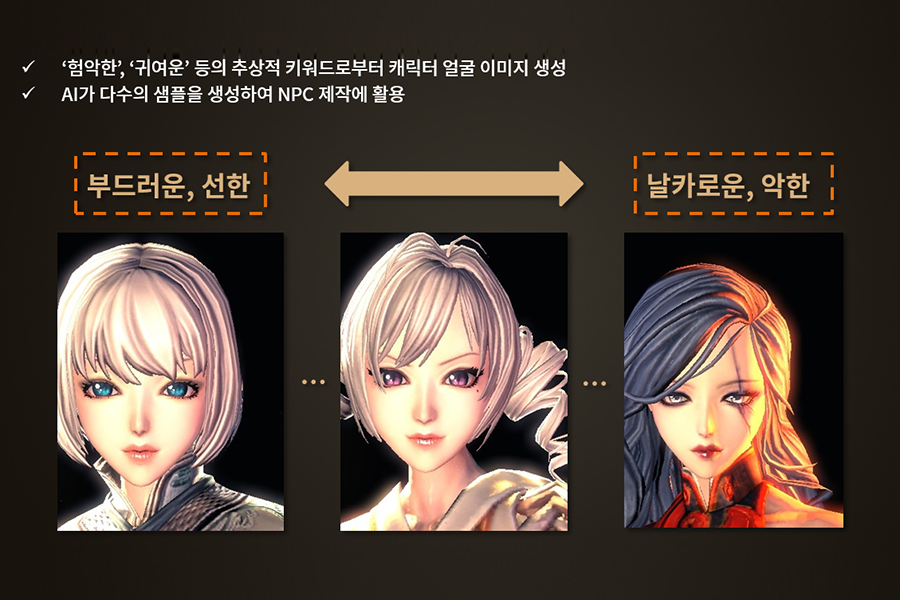 ‘험악한’, ‘귀여운’ 등의 추상적 키워드로부터 캐릭터 얼굴 이미지 생성
AI가 다수의 샘플을 생성하여 NPC 제작에 활용
부드러운, 선한
날카로운, 악한
...
...